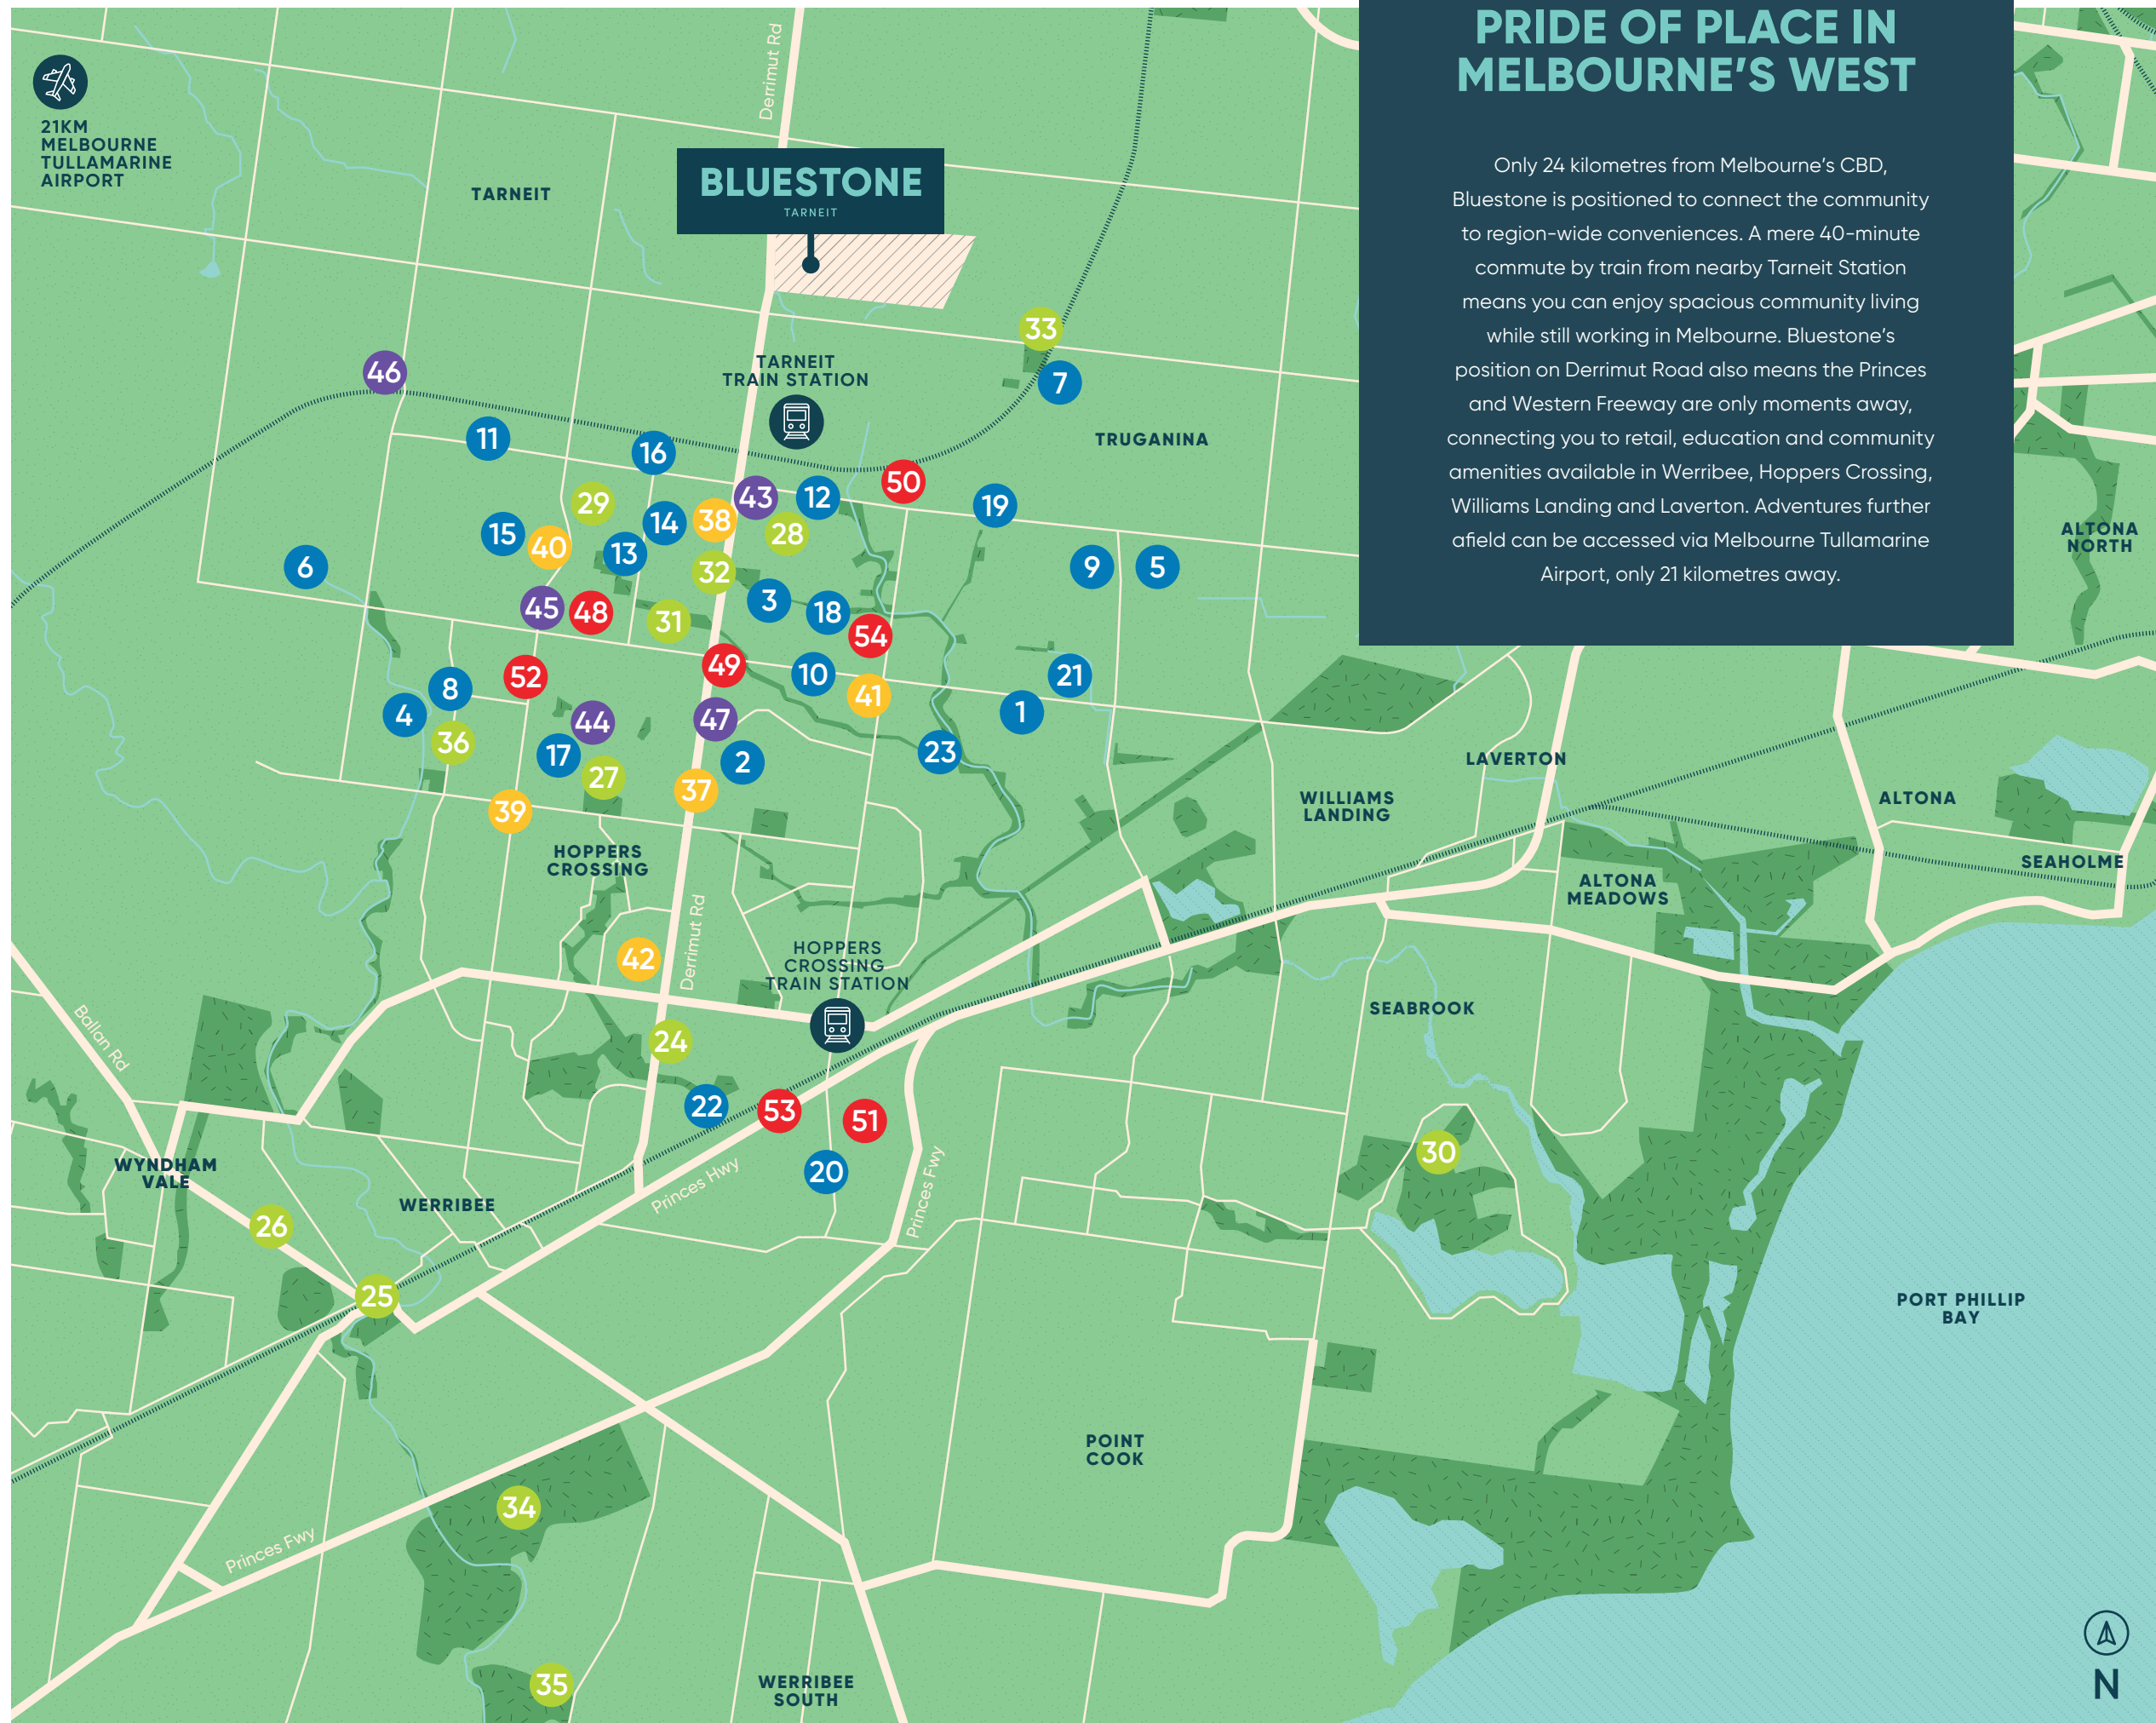 PRIDE OF PLACE IN
MELBOURNE’S WEST
Only 24 kilometres from Melbourne’s CBD,
Bluestone is positioned to connect the community
to region-wide conveniences. A mere 40-minute
commute by train from nearby Tarneit Station
means you can enjoy spacious community living
while still working in Melbourne. Bluestone’s
position on Derrimut Road also means the Princes
and Western Freeway are only moments away,
connecting you to retail, education and community
amenities available in Werribee, Hoppers Crossing,
Williams Landing and Laverton. Adventures further
afield can be accessed via Melbourne Tullamarine
Airport, only 21 kilometres away.
21KM
MELBOURNE
TULLAMARINE
AIRPORT
Derrimut Rd
TARNEIT
BLUESTONE
TARNEIT
33
TARNEIT
TRAIN STATION
46
7
11
16
TRUGANINA
50
43
12
19
29
14
38
28
15
40
13
6
32
9
5
ALTONA
NORTH
3
45
48
31
18
54
49
10
21
52
8
41
4
44
47
1
36
17
2
23
27
37
39
LAVERTON
WILLIAMS
LANDING
ALTONA
HOPPERS
CROSSING
SEAHOLME
ALTONA
MEADOWS
Derrimut Rd
42
HOPPERS
CROSSING
TRAIN STATION
SEABROOK
Ballan Rd
24
22
53
51
20
30
WYNDHAM
VALE
Princes Hwy
Princes Fwy
WERRIBEE
26
25
PORT PHILLIP
BAY
POINT
COOK
34
Princes Fwy
35
WERRIBEE
SOUTH
N